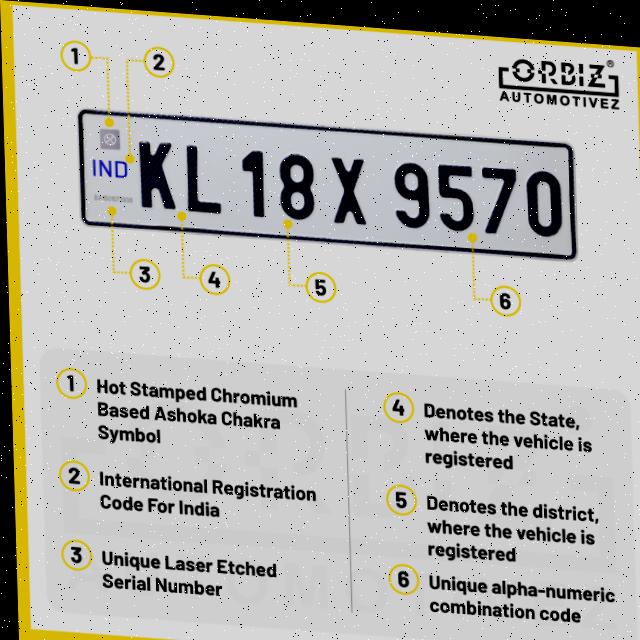 1
2
ORBIZ®
AUTOMOTIVEZ
IND
KL 18 X 9570
3
4
5
6
1 Hot Stamped Chromium
Based Ashoka Chakra
Symbol
2 International Registration
Code For India
3 Unique Laser Etched
Serial Number
4 Denotes the State,
where the vehicle is
registered
5 Denotes the district,
where the vehicle is
registered
6 Unique alpha-numeric
combination code